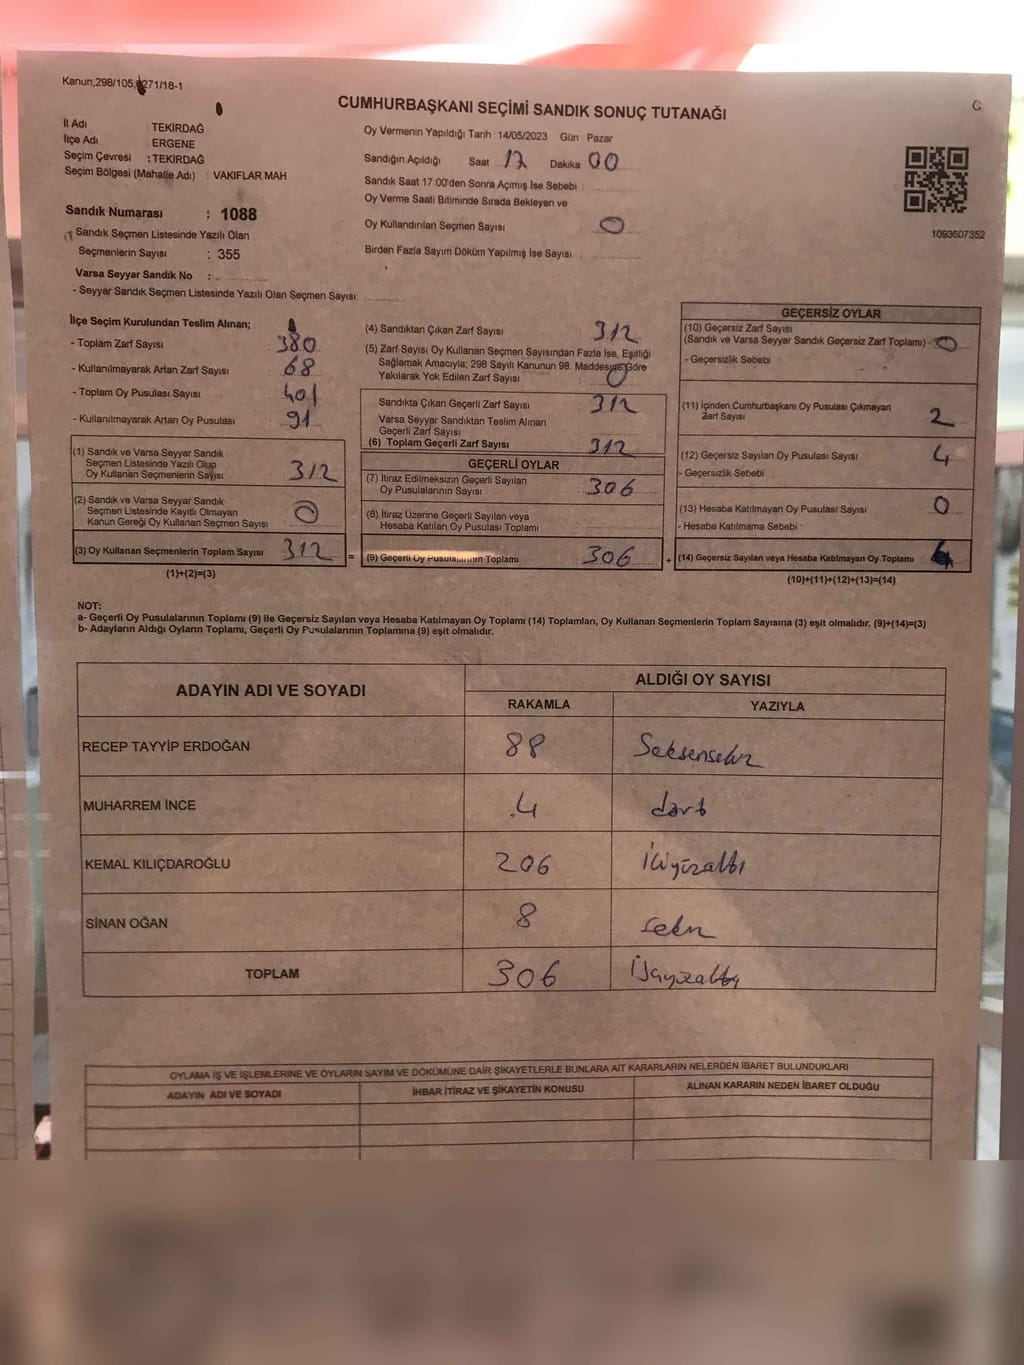 Kanun;298/105;271/18-1
G
CUMHURBAŞKANI SEÇİMİ SANDIK SONUÇ TUTANAĞI
İl Adı : TEKİRDAĞ
İlçe Adı : ERGENE
Seçim Çevresi : TEKİRDAĞ
Seçim Bölgesi (Mahalle Adı) : VAKIFLAR MAH
Sandık Numarası : 1088
Sandık Seçmen Listesinde Yazılı Olan
Seçmenlerin Sayısı : 355
Varsa Seyyar Sandık No :
- Seyyar Sandık Seçmen Listesinde Yazılı Olan Seçmen Sayısı:
Oy Vermenin Yapıldığı Tarih 14/05/2023 Gün Pazar
Sandığın Açıldığı Saat 17 Dakika 00
Sandık Saat 17:00'den Sonra Açımış İse Sebebi :
Oy Verme Saati Bitiminde Sırada Bekleyen ve
Oy Kullandırılan Seçmen Sayısı 0
Birden Fazla Sayım Döküm Yapılmış İse Sayısı :
1093607352
İlçe Seçim Kurulundan Teslim Alınan;
- Toplam Zarf Sayısı : 380
- Kullanılmayarak Artan Zarf Sayısı : 68
- Toplam Oy Pusulası Sayısı : 401
- Kullanılmayarak Artan Oy Pusulası : 91
(1) Sandık ve Varsa Seyyar Sandık
Seçmen Listesinde Yazılı Olup
Oy Kullanan Seçmenlerin Sayısı 312
(2) Sandık ve Varsa Seyyar Sandık
Seçmen Listesinde Kayıtlı Olmayan
Kanun Gereği Oy Kullanan Seçmen Sayısı : 0
(3) Oy Kullanan Seçmenlerin Toplam Sayısı 312 =
(1)+(2)=(3)
(4) Sandıktan Çıkan Zarf Sayısı 312
(5) Zarf Sayısı Oy Kullanan Seçmen Sayısından Fazla İse, Eşitliği
Sağlamak Amacıyla; 298 Sayılı Kanunun 98. Maddesine Göre
Yakılarak Yok Edilen Zarf Sayısı : 0
Sandıkta Çıkan Geçerli Zarf Sayısı : 312
Varsa Seyyar Sandıktan Teslim Alınan
Geçerli Zarf Sayısı
(6) Toplam Geçerli Zarf Sayısı 312
GEÇERLİ OYLAR
(7) İtiraz Edilmeksizin Geçerli Sayılan
Oy Pusulalarının Sayısı : 306
(8) İtiraz Üzerine Geçerli Sayılan veya
Hesaba Katılan Oy Pusulası Toplamı :
(9) Geçerli Oy Pusulalarının Toplamı 306 +
GEÇERSİZ OYLAR
(10) Geçersiz Zarf Sayısı
(Sandık ve Varsa Seyyar Sandık Geçersiz Zarf Toplamı) - 0
- Geçersizlik Sebebi :
(11) İçinden Cumhurbaşkanı Oy Pusulası Çıkmayan
Zarf Sayısı 2
(12) Geçersiz Sayılan Oy Pusulası Sayısı 4
- Geçersizlik Sebebi :
(13) Hesaba Katılmayan Oy Pusulası Sayısı 0
- Hesaba Katılmama Sebebi :
(14) Geçersiz Sayılan veya Hesaba Katılmayan Oy Toplamı
(10)+(11)+(12)+(13)=(14)
NOT:
a- Geçerli Oy Pusulalarının Toplamı (9) ile Geçersiz Sayılan veya Hesaba Katılmayan Oy Toplamı (14) Toplamları, Oy Kullanan Seçmenlerin Toplam Sayısına (3) eşit olmalıdır. (9)+(14)=(3)
b- Adayların Aldığı Oyların Toplamı, Geçerli Oy Pusulalarının Toplamına (9) eşit olmalıdır.
ADAYIN ADI VE SOYADI ALDIĞI OY SAYISI
RAKAMLA YAZIYLA
RECEP TAYYİP ERDOĞAN 88 Seksensekiz
MUHARREM İNCE 4 dört
KEMAL KILIÇDAROĞLU 206 İkiyüzaltı
SİNAN OĞAN 8 sekiz
TOPLAM 306
OYLAMA İŞ VE İŞLEMLERİNE VE OYLARIN SAYIM VE DÖKÜMÜNE DAİR ŞİKAYETLERLE BUNLARA AİT KARARLARIN NELERDEN İBARET BULUNDUKLARI
ADAYIN ADI VE SOYADI İHBAR İTİRAZ VE ŞİKAYETİN KONUSU ALINAN KARARIN NEDEN İBARET OLDUĞU